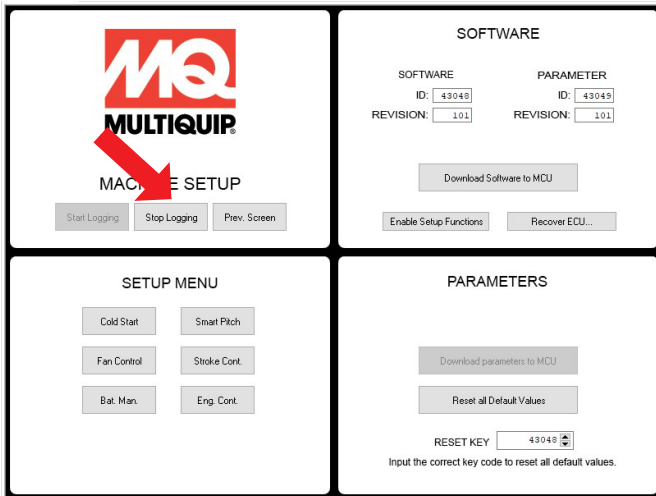 MQ
MULTIQUIP®
MACHINE SETUP
Start Logging Stop Logging Prev. Screen
SOFTWARE
SOFTWARE PARAMETER
ID: 43048 ID: 43049
REVISION: 101 REVISION: 101
Download Software to MCU
Enable Setup Functions Recover ECU...
SETUP MENU
Cold Start Smart Pitch
Fan Control Stroke Cont.
Bat. Man. Eng. Cont.
PARAMETERS
Download parameters to MCU
Reset all Default Values
RESET KEY 43048
Input the correct key code to reset all default values.